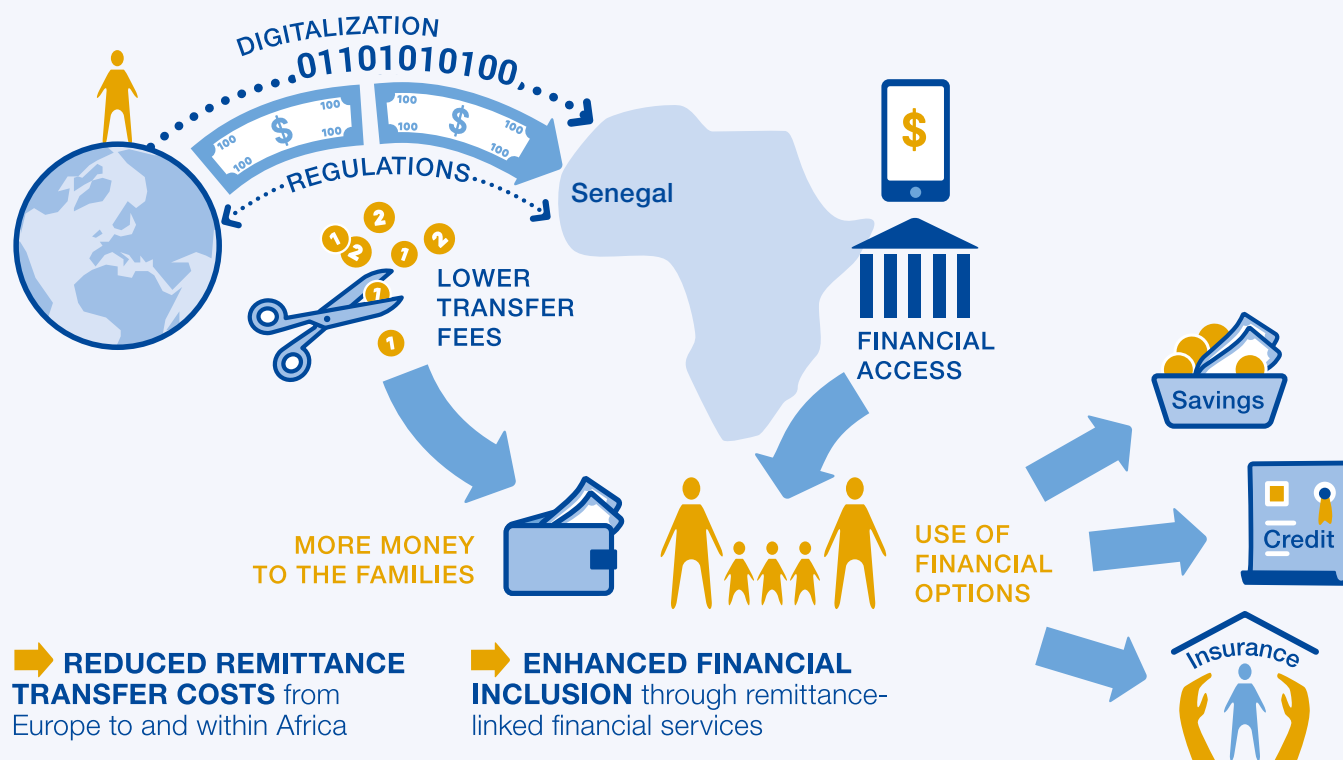 DIGITALIZATION
01101010100
100 $ 100
100 100
100 $ 100
100 100
REGULATIONS
Senegal
$
1 2 2 1 2
1
1
LOWER
TRANSFER
FEES
FINANCIAL
ACCESS
Savings
MORE MONEY
TO THE FAMILIES
USE OF
FINANCIAL
OPTIONS
Credit
Insurance
REDUCED REMITTANCE
TRANSFER COSTS from
Europe to and within Africa
ENHANCED FINANCIAL
INCLUSION through remittance-
linked financial services